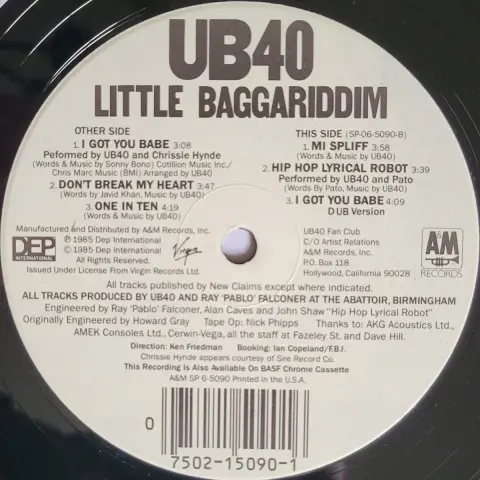 UB40
LITTLE BAGGARIDDIM
OTHER SIDE
1. I GOT YOU BABE 3:08
Peformed by UB40 and Chrissie Hynde
(Words & Music by Sonny Bono) Cotillion Music Inc./
Chris Marc Music (BMI) Arranged by UB40
2. DON'T BREAK MY HEART 3:47
(Words by Javid Khan, Music by UB40)
3. ONE IN TEN 4:19
(Words & Music by UB40)
THIS SIDE (SP-06-5090-B)
1. MI SPLIFF 3:58
(Words & Music by UB40)
2. HIP HOP LYRICAL ROBOT 3:39
Performed by UB40 and Pato
(Words By Pato, Music by UB40)
3. I GOT YOU BABE 4:09
DUB Version
Manufactured and Distributed by A&M Records, Inc.
℗ 1985 Dep International
© 1985 Dep International
All Rights Reserved.
Issued Under License From Virgin Records Ltd.
DEP
INTERNATIONAL
Virgin
UB40 Fan Club
C/O Artist Relations
A&M Records, Inc.
P.O. Box 118
Hollywood, California 90028
A&M
RECORDS
All tracks published by New Claims except where indicated.
ALL TRACKS PRODUCED BY UB40 AND RAY 'PABLO' FALCONER AT THE ABATTOIR, BIRMINGHAM
Engineered by Ray 'Pablo' Falconer, Alan Caves and John Shaw "Hip Hop Lyrical Robot"
Originally Engineered by Howard Gray Tape Op: Nick Phipps Thanks to: AKG Acoustics Ltd.,
AMEK Consoles Ltd., Cerwin-Vega, all the staff at Fazeley St. and Dave Hill.
Direction: Ken Friedman Booking: Ian Copeland/F.B.I.
Chrissie Hynde appears courtesy of Sire Record Co.
This Recording Is Also Available On BASF Chrome Cassette
A&M SP 6-5090 Printed in the U.S.A.
0
7502-15090-1